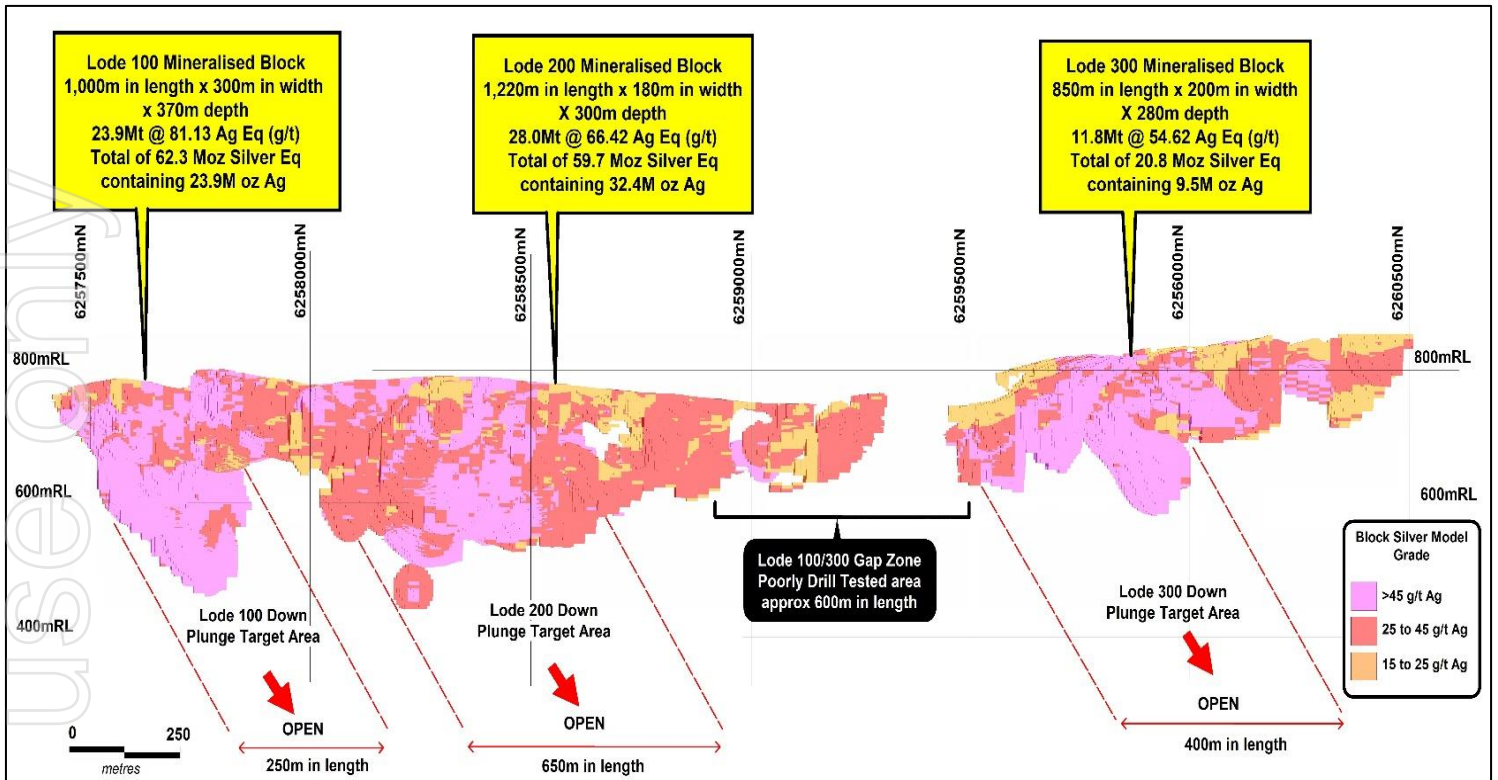 Lode 100 Mineralised Block
1,000m in length x 300m in width
x 370m depth
23.9Mt @ 81.13 Ag Eq (g/t)
Total of 62.3 Moz Silver Eq
containing 23.9M oz Ag
Lode 200 Mineralised Block
1,220m in length x 180m in width
X 300m depth
28.0Mt @ 66.42 Ag Eq (g/t)
Total of 59.7 Moz Silver Eq
containing 32.4M oz Ag
Lode 300 Mineralised Block
850m in length x 200m in width
X 280m depth
11.8Mt @ 54.62 Ag Eq (g/t)
Total of 20.8 Moz Silver Eq
containing 9.5M oz Ag
6257500mN
6258000mN
6258500mN
6259000mN
6259500mN
6256000mN
6260500mN
800mRL
800mRL
600mRL
600mRL
400mRL
Lode 100/300 Gap Zone
Poorly Drill Tested area
approx 600m in length
Block Silver Model
Grade
>45 g/t Ag
25 to 45 g/t Ag
15 to 25 g/t Ag
Lode 100 Down
Plunge Target Area
OPEN
250m in length
Lode 200 Down
Plunge Target Area
OPEN
650m in length
Lode 300 Down
Plunge Target Area
OPEN
400m in length
0 250
metres
use only